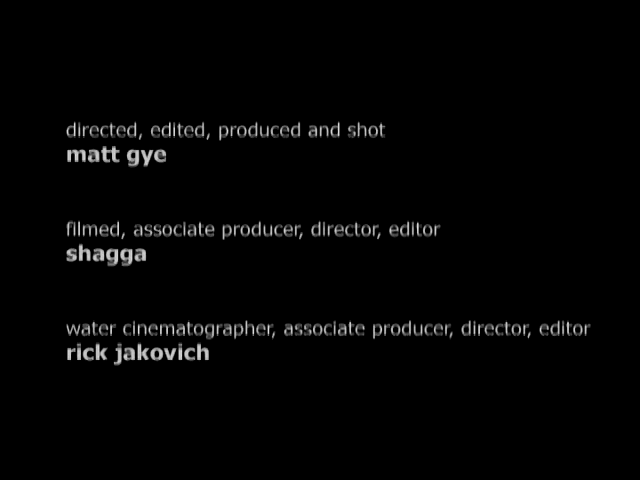 directed, edited, produced and shot
matt gye
filmed, associate producer, director, editor
shagga
water cinematographer, associate producer, director, editor
rick jakovich